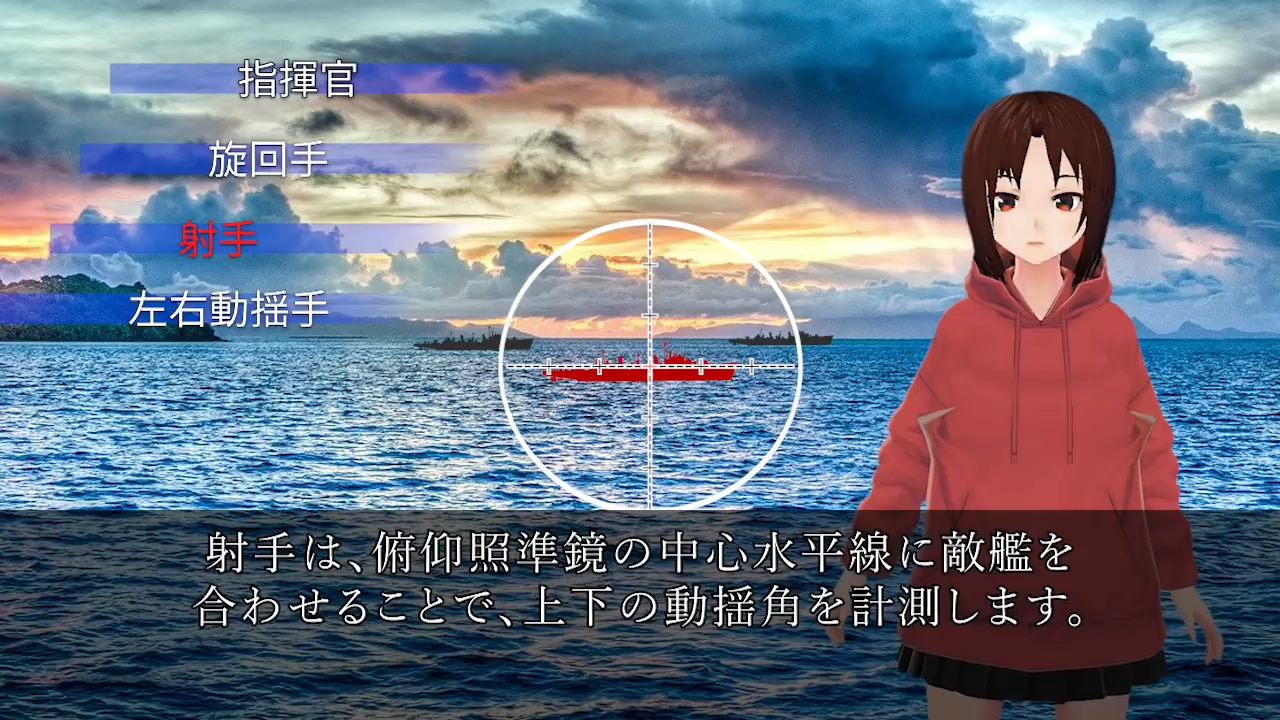 指揮官
旋回手
射手
左右動揺手
射手は、俯仰照準鏡の中心水平線に敵艦を
合わせることで、上下の動揺角を計測します。